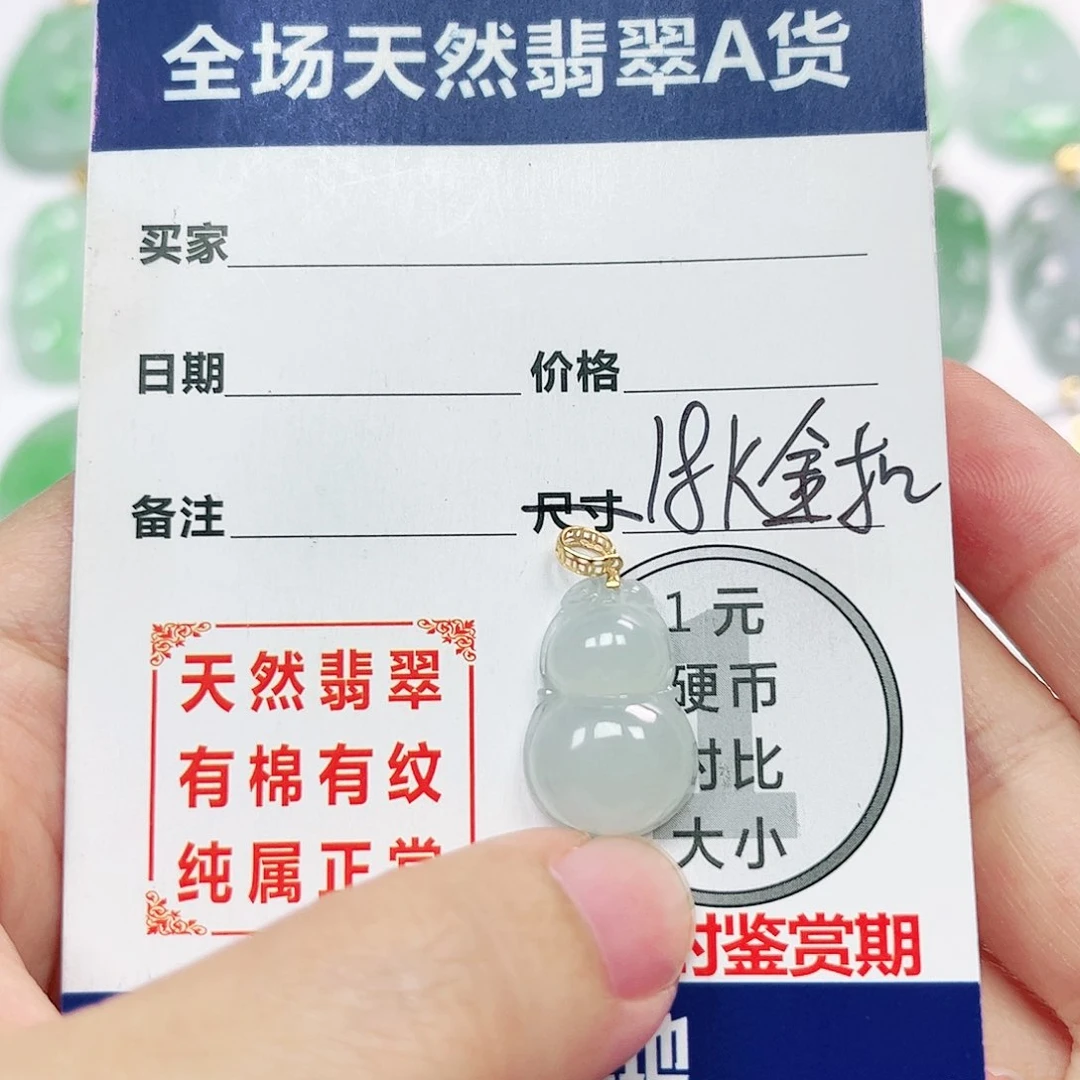 全场天然翡翠A货
买家
日期 价格
备注 尺寸 18K金扣
1元
硬币
对比
大小
天然翡翠
有棉有纹
纯属正常
时鉴赏期
地